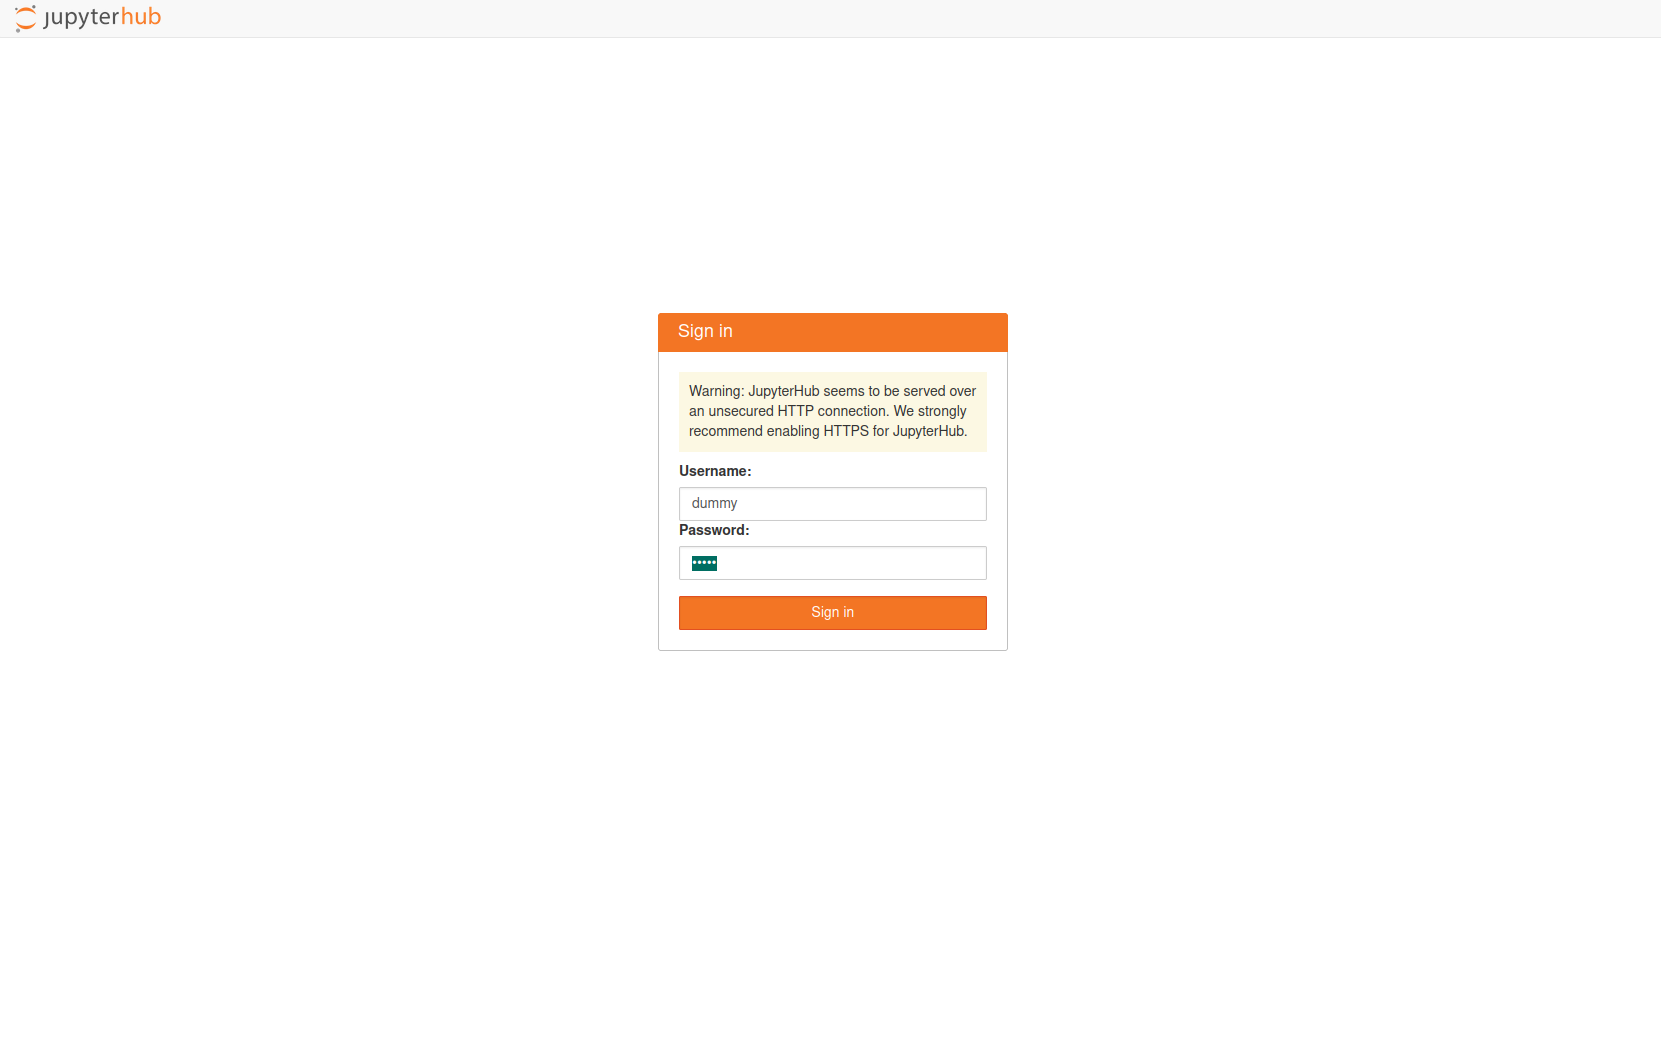 jupyterhub
Sign in
Warning: JupyterHub seems to be served over
an unsecured HTTP connection. We strongly
recommend enabling HTTPS for JupyterHub.
Username:
dummy
Password:
•••••
Sign in